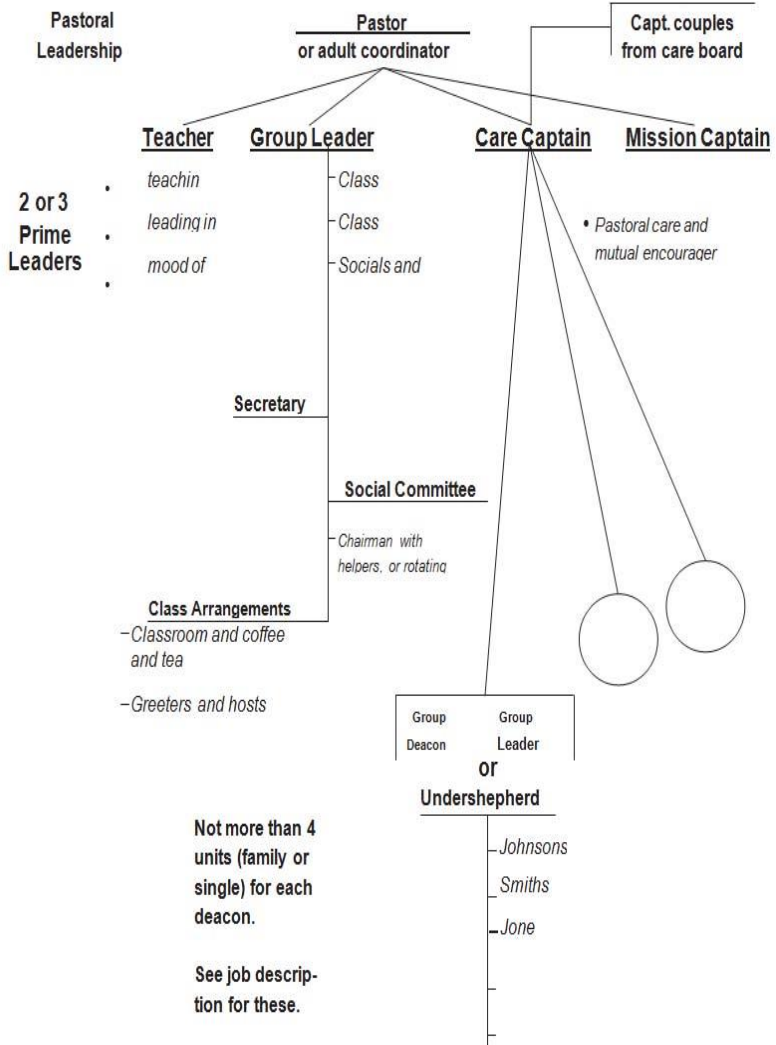 Pastoral
Leadership
Pastor
or adult coordinator
Capt. couples
from care board
Teacher
Group Leader
Care Captain
Mission Captain
2 or 3
Prime
Leaders
• teachin
leading in
• mood of
•
– Class
– Class
– Socials and
• Pastoral care and
mutual encourager
Secretary
Social Committee
– Chairman with
helpers, or rotating
Class Arrangements
– Classroom and coffee
and tea
– Greeters and hosts
Group
Deacon
Group
Leader
or
Undershepherd
Johnsons
Smiths
Jone
Not more than 4
units (family or
single) for each
deacon.
See job descrip-
tion for these.